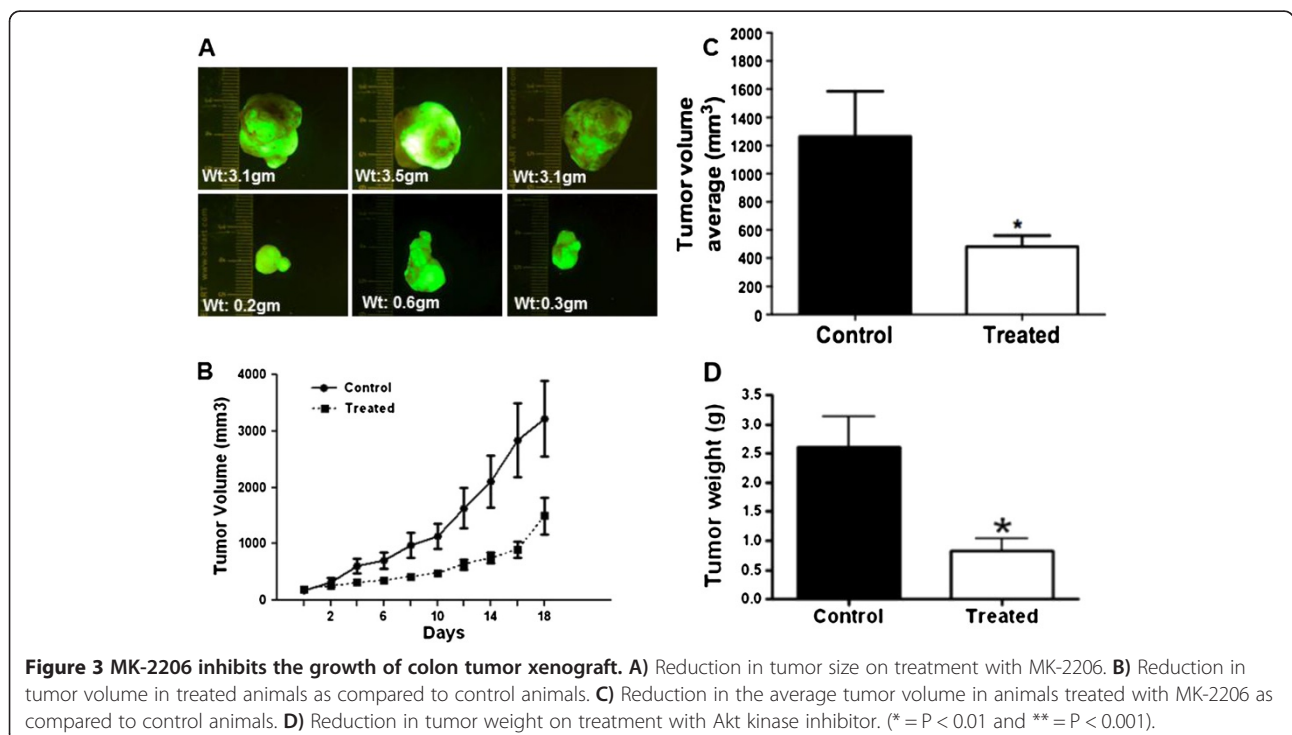 A
Wt:3.1gm
Wt:3.5gm
Wt:3.1gm
Wt: 0.2gm
Wt:0.6gm
Wt:0.3gm
B
Tumor Volume (mm3)
4000
3000
2000
1000
0
Control
Treated
2
6
10
14
18
Days
C
Tumor volume
average (mm³)
2000
1800
1600
1400
1200
1000
800
600
400
200
0
*
Control
Treated
D
Tumor weight (g)
3.5
3.0
2.5
2.0
1.5
1.0
0.5
0.0
*
Control
Treated
Figure 3 MK-2206 inhibits the growth of colon tumor xenograft. A) Reduction in tumor size on treatment with MK-2206. B) Reduction in
tumor volume in treated animals as compared to control animals. C) Reduction in the average tumor volume in animals treated with MK-2206 as
compared to control animals. D) Reduction in tumor weight on treatment with Akt kinase inhibitor. (* = P < 0.01 and ** = P < 0.001).